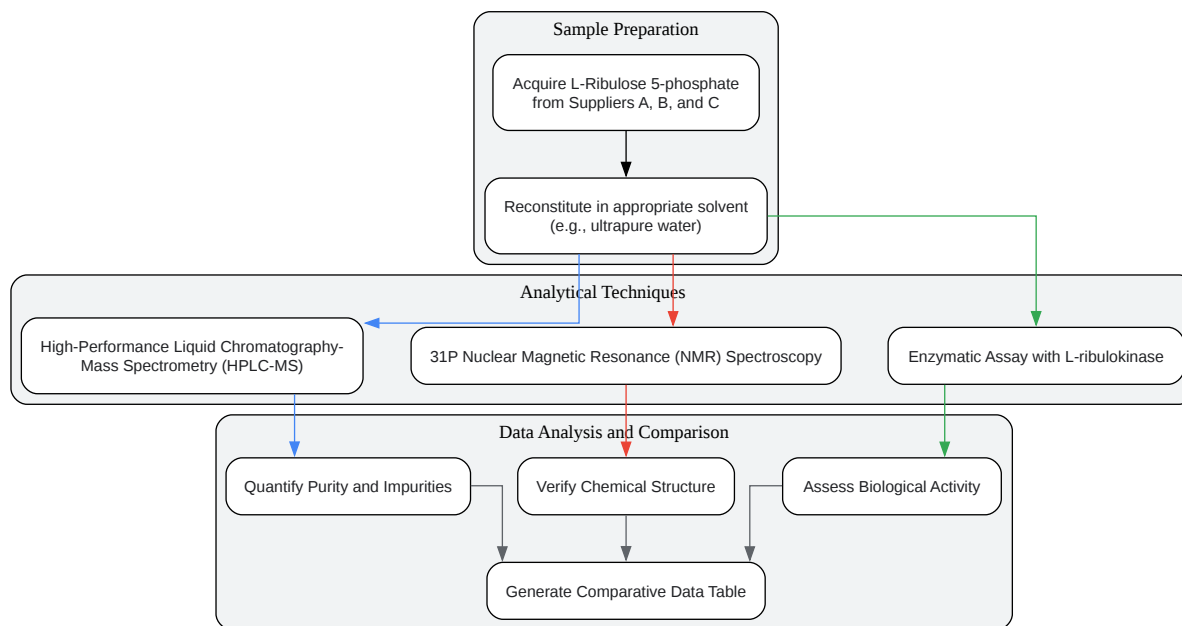 Sample Preparation
Acquire L-Ribulose 5-phosphate
from Suppliers A, B, and C
Reconstitute in appropriate solvent
(e.g., ultrapure water)
Analytical Techniques
High-Performance Liquid Chromatography-
Mass Spectrometry (HPLC-MS)
31P Nuclear Magnetic Resonance (NMR) Spectroscopy
Enzymatic Assay with L-ribulokinase
Data Analysis and Comparison
Quantify Purity and Impurities
Verify Chemical Structure
Assess Biological Activity
Generate Comparative Data Table